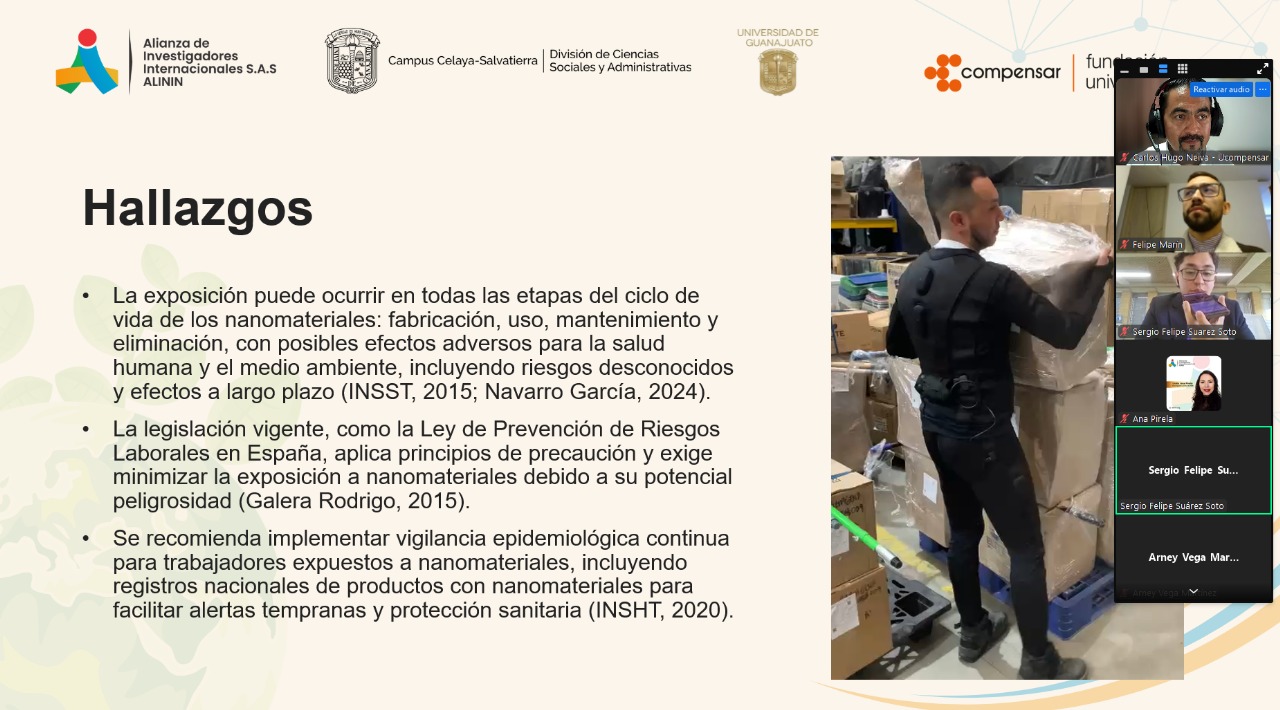 Alianza de
Investigadores
Internacionales S.A.S
ALININ
Campus Celaya-Salvatierra
División de Ciencias
Sociales y Administrativas
UNIVERSIDAD DE
GUANAJUATO
compensar
Hallazgos
• La exposición puede ocurrir en todas las etapas del ciclo de
vida de los nanomateriales: fabricación, uso, mantenimiento y
eliminación, con posibles efectos adversos para la salud
humana y el medio ambiente, incluyendo riesgos desconocidos
y efectos a largo plazo (INSST, 2015; Navarro García, 2024).
• La legislación vigente, como la Ley de Prevención de Riesgos
Laborales en España, aplica principios de precaución y exige
minimizar la exposición a nanomateriales debido a su potencial
peligrosidad (Galera Rodrigo, 2015).
• Se recomienda implementar vigilancia epidemiológica continua
para trabajadores expuestos a nanomateriales, incluyendo
registros nacionales de productos con nanomateriales para
facilitar alertas tempranas y protección sanitaria (INSHT, 2020).
Reactivar audio
Carlos Hugo Neiva - Ucompensar
Felipe Marin
Sergio Felipe Suarez Soto
Ana Pirela
Sergio Felipe Su...
Sergio Felipe Suárez Soto
Arney Vega Mar...